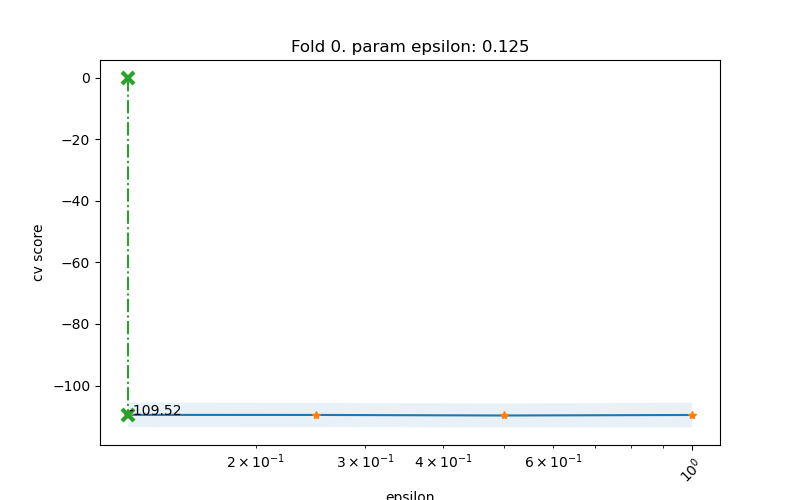 Fold 0. param epsilon: 0.125
0
−20
−40
−60
−80
−100
cv score
-109.52
2 × 10⁻¹
3 × 10⁻¹
4 × 10⁻¹
6 × 10⁻¹
10⁰
epsilon